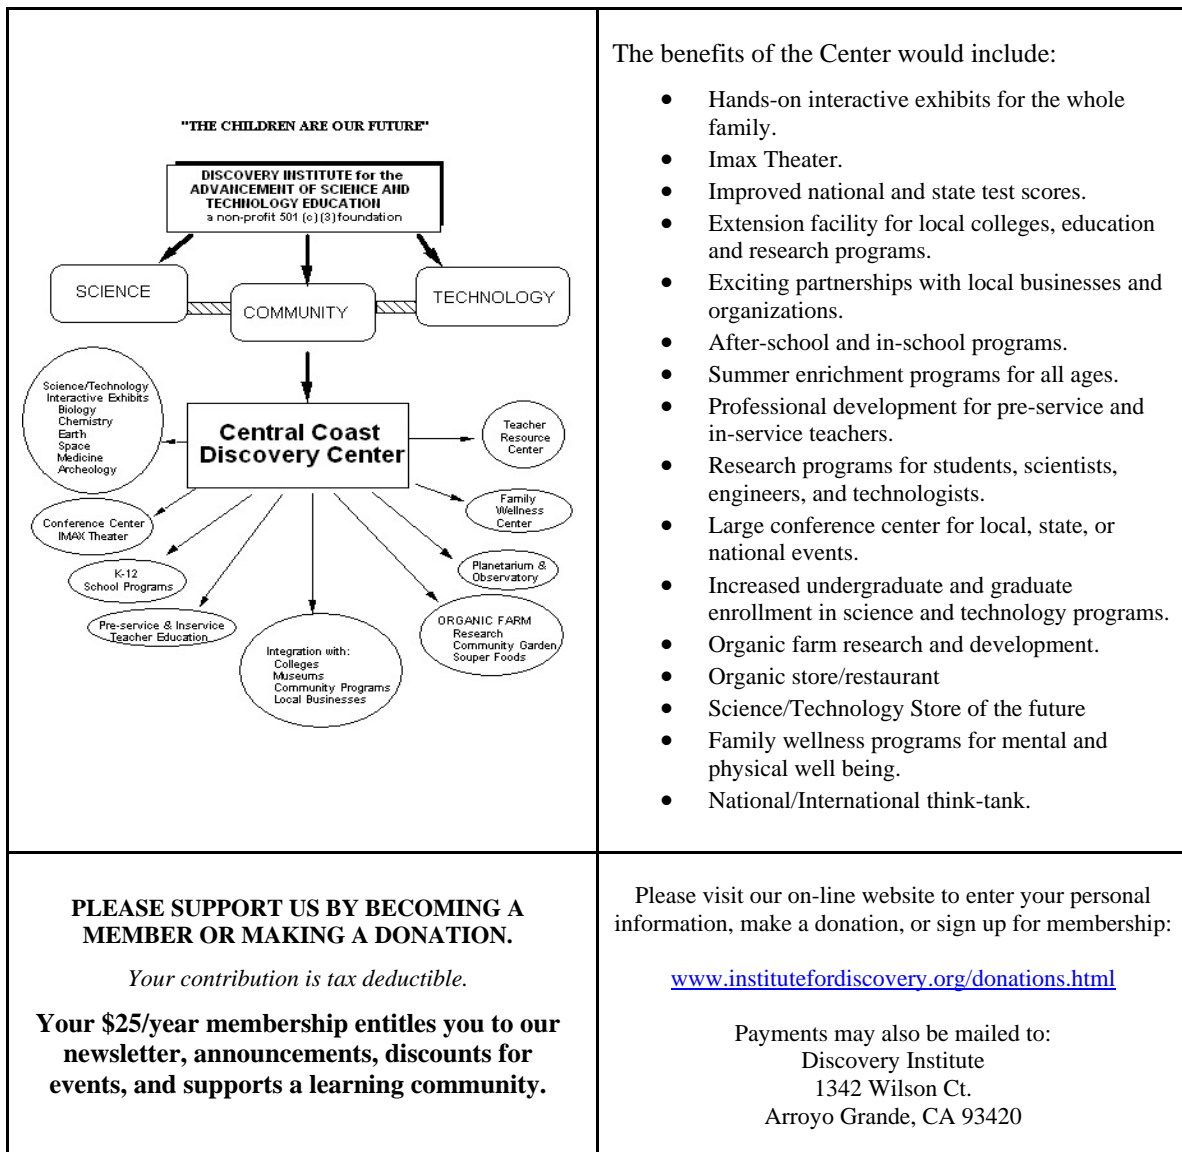 "THE CHILDREN ARE OUR FUTURE"
DISCOVERY INSTITUTE for the
ADVANCEMENT OF SCIENCE AND
TECHNOLOGY EDUCATION
a non-profit 501 (c)(3)foundation
SCIENCE
COMMUNITY
TECHNOLOGY
Science/Technology
Interactive Exhibits
Biology
Chemistry
Earth
Space
Medicine
Archeology
Central Coast
Discovery Center
Teacher
Resource
Center
Family
Wellness
Center
Conference Center
IMAX Theater
Planetarium &
Observatory
K-12
School Programs
Pre-service & Inservice
Teacher Education
ORGANIC FARM
Research
Community Garden
Souper Foods
Integration with:
Colleges
Museums
Community Programs
Local Businesses
The benefits of the Center would include:
• Hands-on interactive exhibits for the whole
family.
• Imax Theater.
• Improved national and state test scores.
• Extension facility for local colleges, education
and research programs.
• Exciting partnerships with local businesses and
organizations.
• After-school and in-school programs.
• Summer enrichment programs for all ages.
• Professional development for pre-service and
in-service teachers.
• Research programs for students, scientists,
engineers, and technologists.
• Large conference center for local, state, or
national events.
• Increased undergraduate and graduate
enrollment in science and technology programs.
• Organic farm research and development.
• Organic store/restaurant
• Science/Technology Store of the future
• Family wellness programs for mental and
physical well being.
• National/International think-tank.
PLEASE SUPPORT US BY BECOMING A
MEMBER OR MAKING A DONATION.
Your contribution is tax deductible.
Your $25/year membership entitles you to our
newsletter, announcements, discounts for
events, and supports a learning community.
Please visit our on-line website to enter your personal
information, make a donation, or sign up for membership:
www.institutefordiscovery.org/donations.html
Payments may also be mailed to:
Discovery Institute
1342 Wilson Ct.
Arroyo Grande, CA 93420